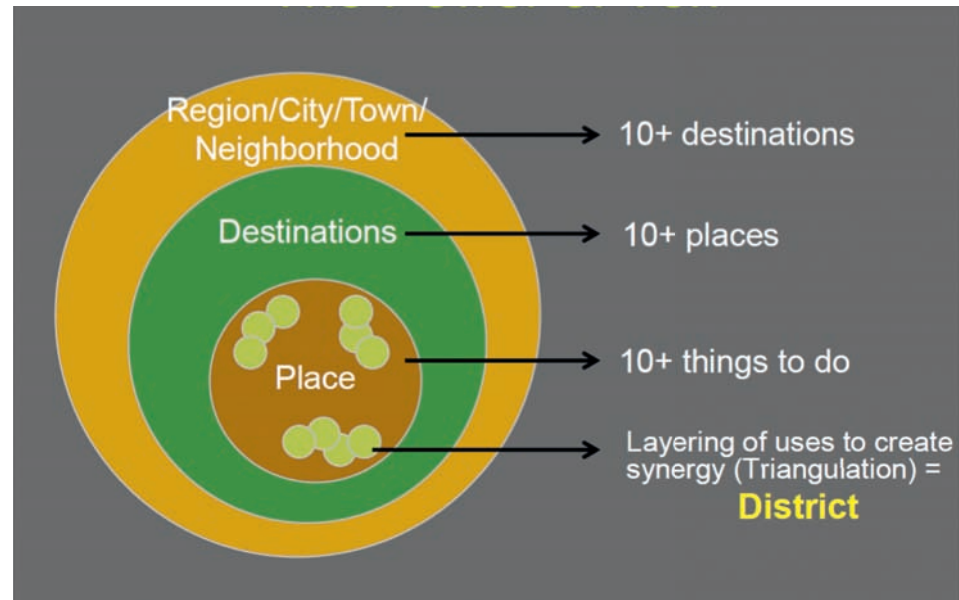 Region/City/Town/
Neighborhood
10+ destinations
Destinations
10+ places
Place
10+ things to do
Layering of uses to create
synergy (Triangulation) =
District